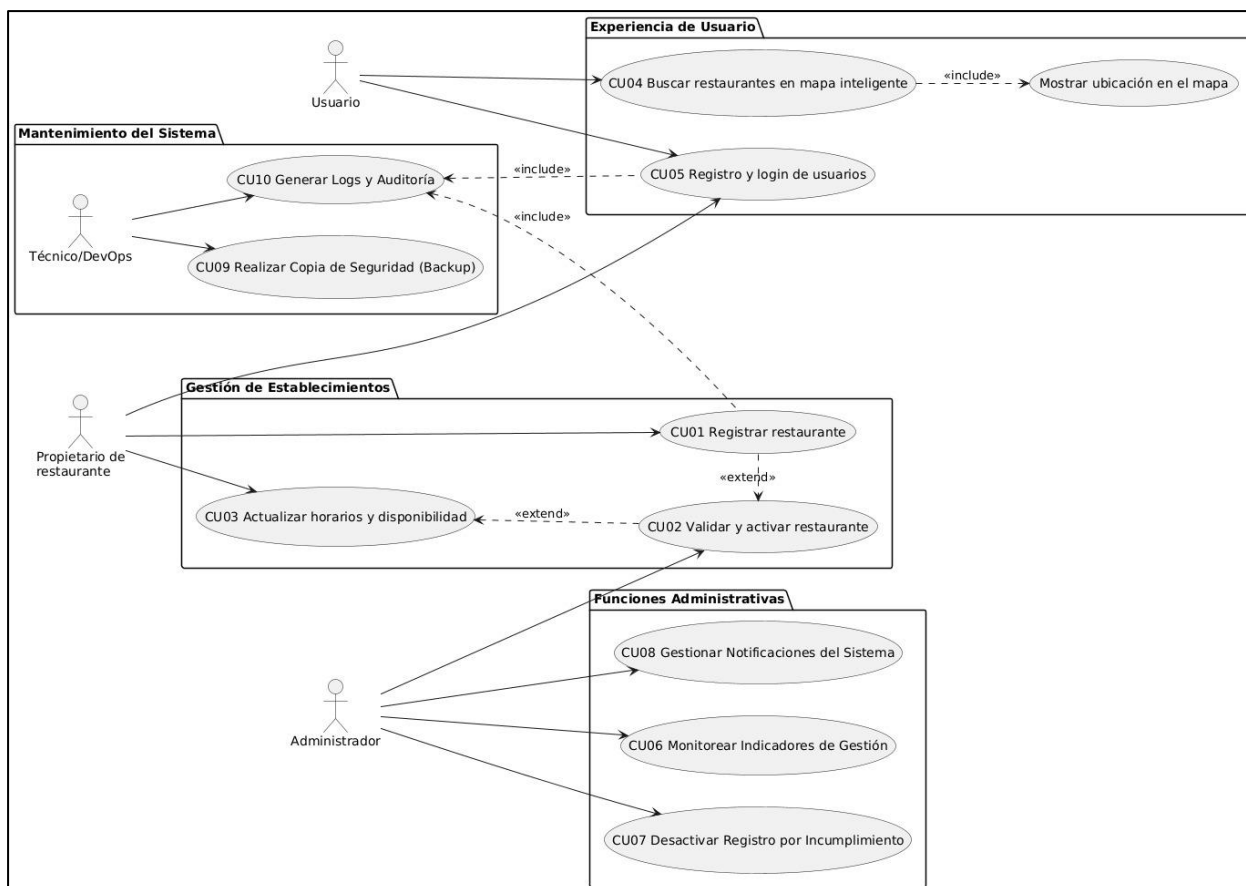 Experiencia de Usuario
CU04 Buscar restaurantes en mapa inteligente
«include»
Mostrar ubicación en el mapa
Usuario
Mantenimiento del Sistema
CU10 Generar Logs y Auditoría
«include»
CU05 Registro y login de usuarios
«include»
Técnico/DevOps
CU09 Realizar Copia de Seguridad (Backup)
Gestión de Establecimientos
CU01 Registrar restaurante
Propietario de
restaurante
«extend»
CU03 Actualizar horarios y disponibilidad
«extend»
CU02 Validar y activar restaurante
Funciones Administrativas
CU08 Gestionar Notificaciones del Sistema
Administrador
CU06 Monitorear Indicadores de Gestión
CU07 Desactivar Registro por Incumplimiento